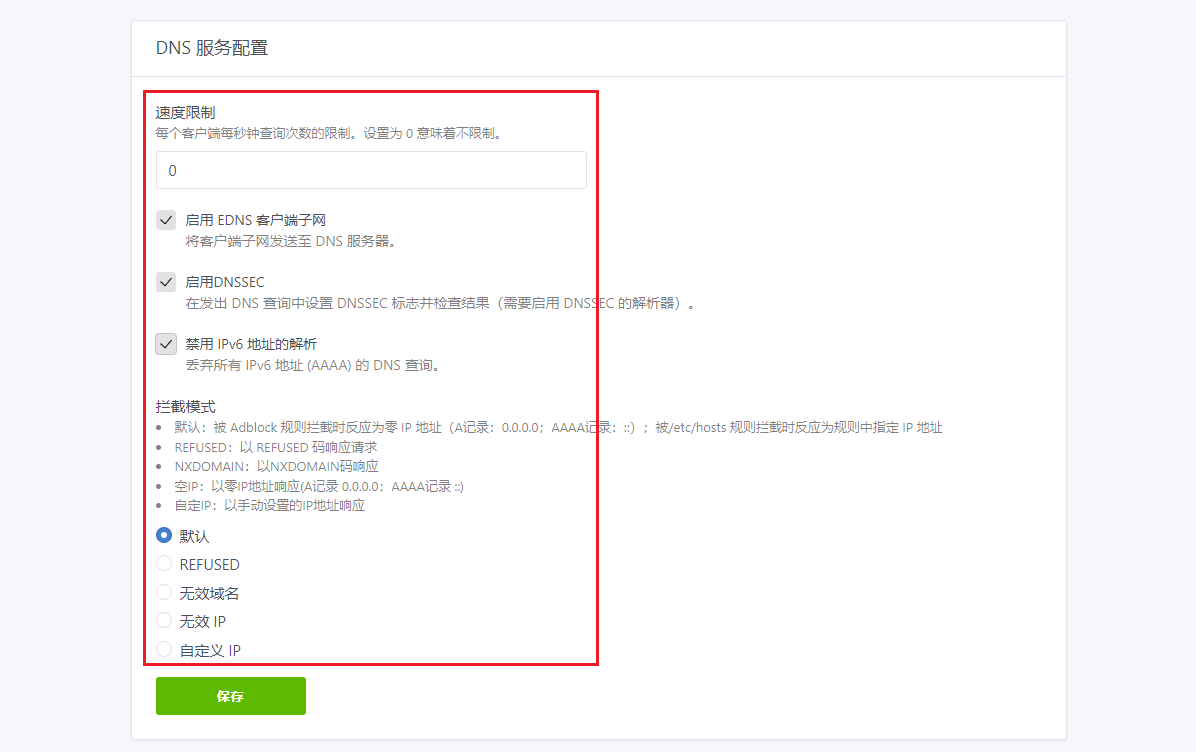 DNS 服务配置
速度限制
每个客户端每秒钟查询次数的限制。设置为 0 意味着不限制。
0
启用 EDNS 客户端子网
将客户端子网发送至 DNS 服务器。
启用DNSSEC
在发出 DNS 查询中设置 DNSSEC 标志并检查结果（需要启用 DNSSEC 的解析器）。
禁用 IPv6 地址的解析
丢弃所有 IPv6 地址 (AAAA) 的 DNS 查询。
拦截模式
默认：被 Adblock 规则拦截时反应为零 IP 地址（A记录：0.0.0.0；AAAA记录：::）；被/etc/hosts 规则拦截时反应为规则中指定 IP 地址
REFUSED：以 REFUSED 码响应请求
NXDOMAIN：以NXDOMAIN码响应
空IP：以零IP地址响应(A记录 0.0.0.0；AAAA记录 ::)
自定IP：以手动设置的IP地址响应
默认
REFUSED
无效域名
无效 IP
自定义 IP
保存